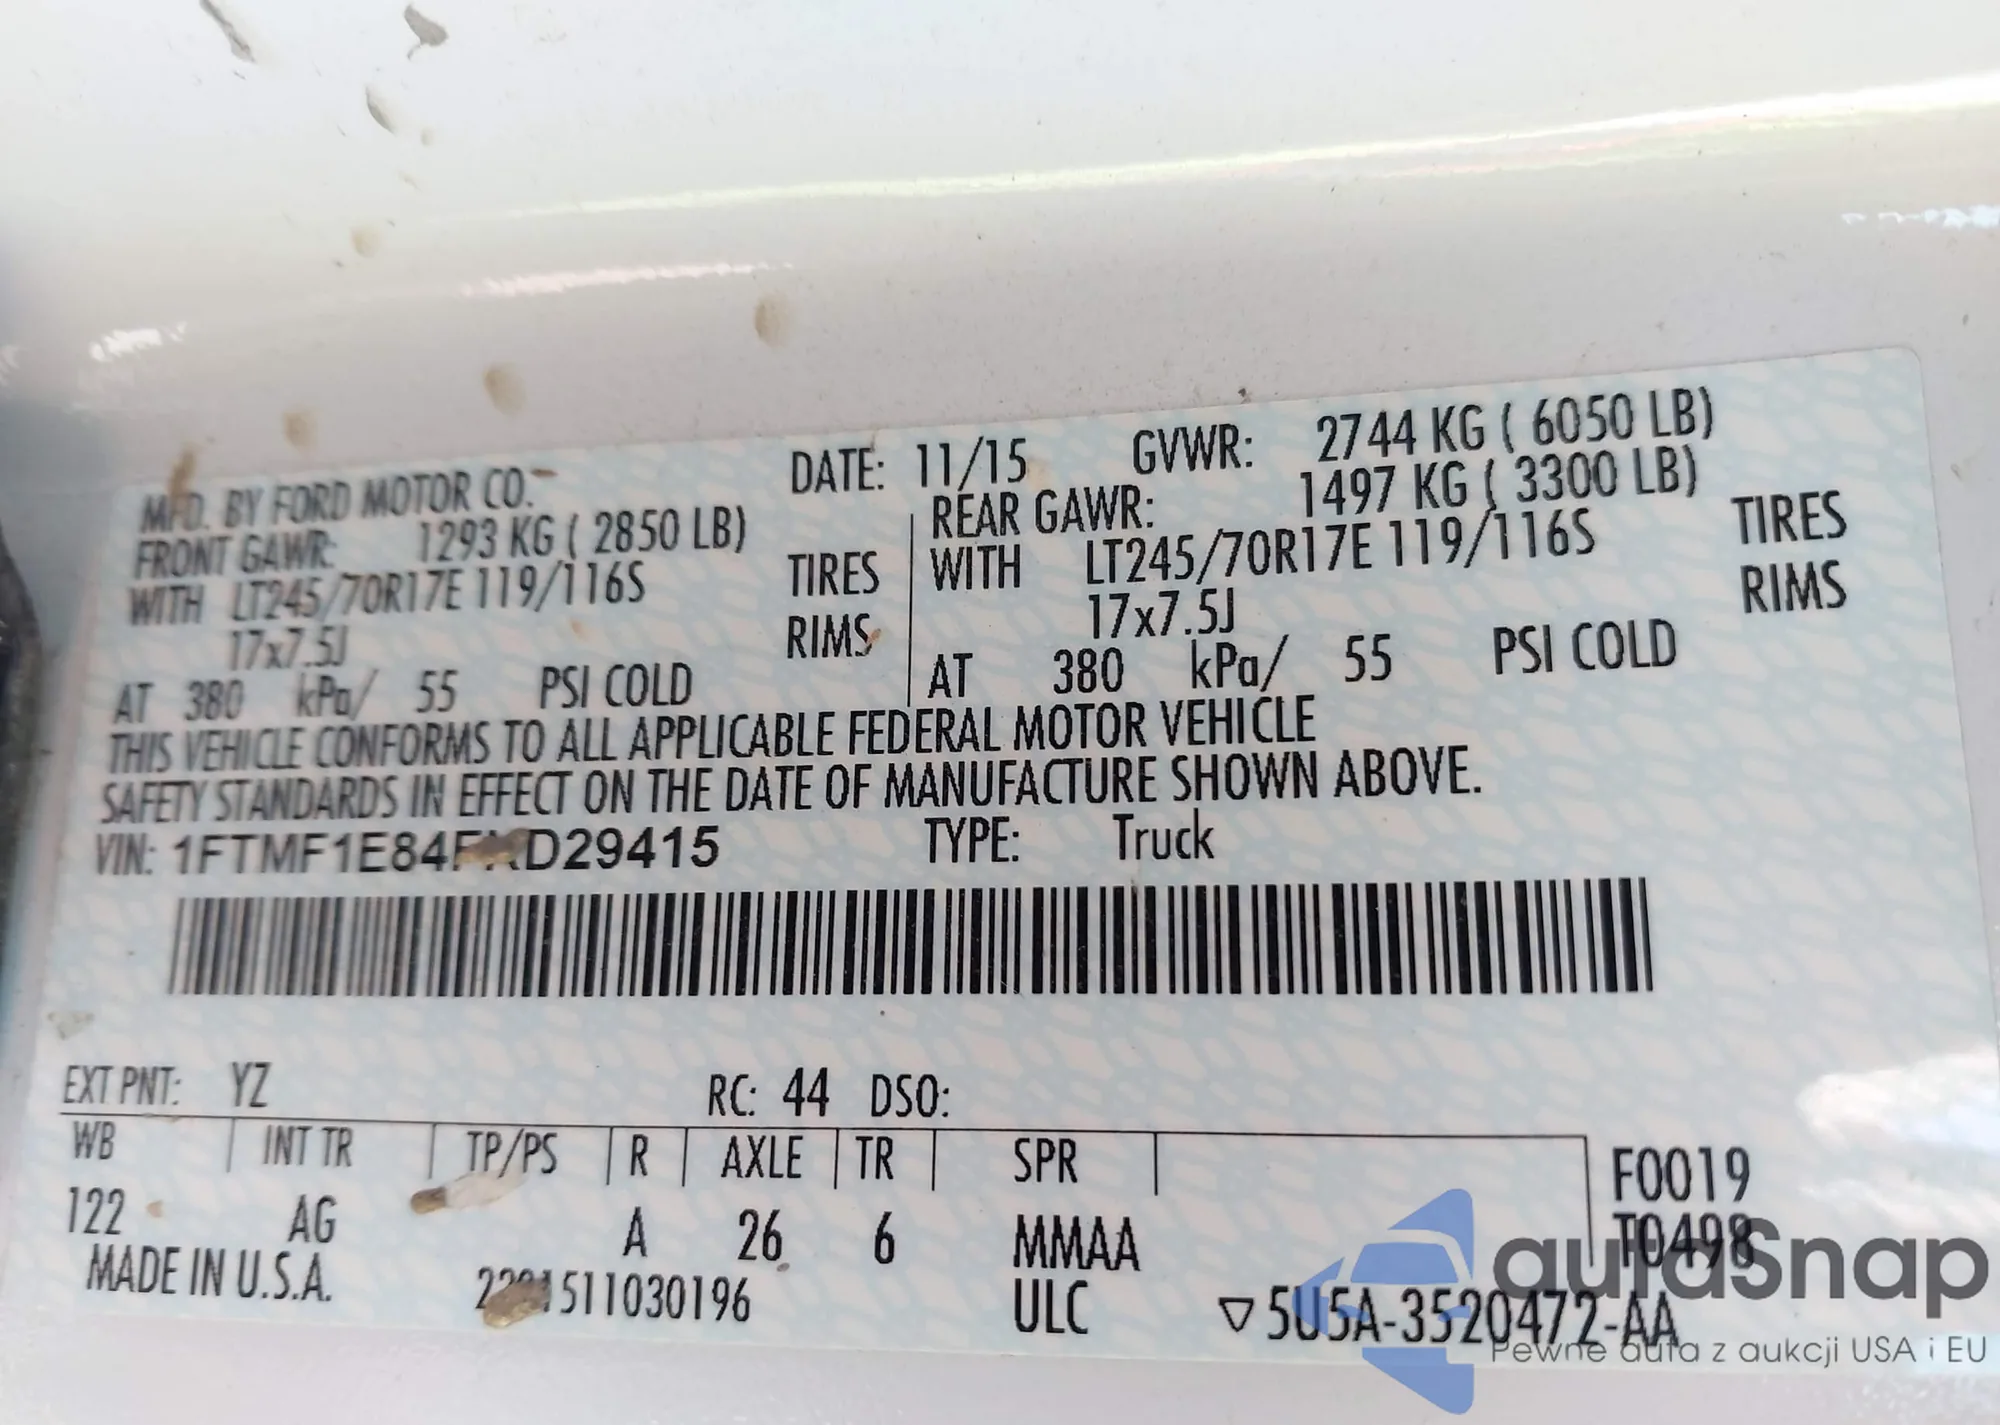 MFD. BY FORD MOTOR CO.
DATE: 11/15 GVWR: 2744 KG ( 6050 LB)
FRONT GAWR: 1293 KG ( 2850 LB)
WITH LT245/70R17E 119/116S TIRES
17x7.5J RIMS
AT 380 kPa/ 55 PSI COLD
REAR GAWR: 1497 KG ( 3300 LB)
WITH LT245/70R17E 119/116S TIRES
17x7.5J RIMS
AT 380 kPa/ 55 PSI COLD
THIS VEHICLE CONFORMS TO ALL APPLICABLE FEDERAL MOTOR VEHICLE
SAFETY STANDARDS IN EFFECT ON THE DATE OF MANUFACTURE SHOWN ABOVE.
VIN: TYPE: Truck
EXT PNT: YZ RC: 44 DSO:
WB INT TR TP/PS R AXLE TR SPR
F0019
122 AG A 26 6 MMAA
T0498
MADE IN U.S.A. ULC ▽5U5A-3520472-AA
autaSnap
Pewne auta z aukcji USA i EU